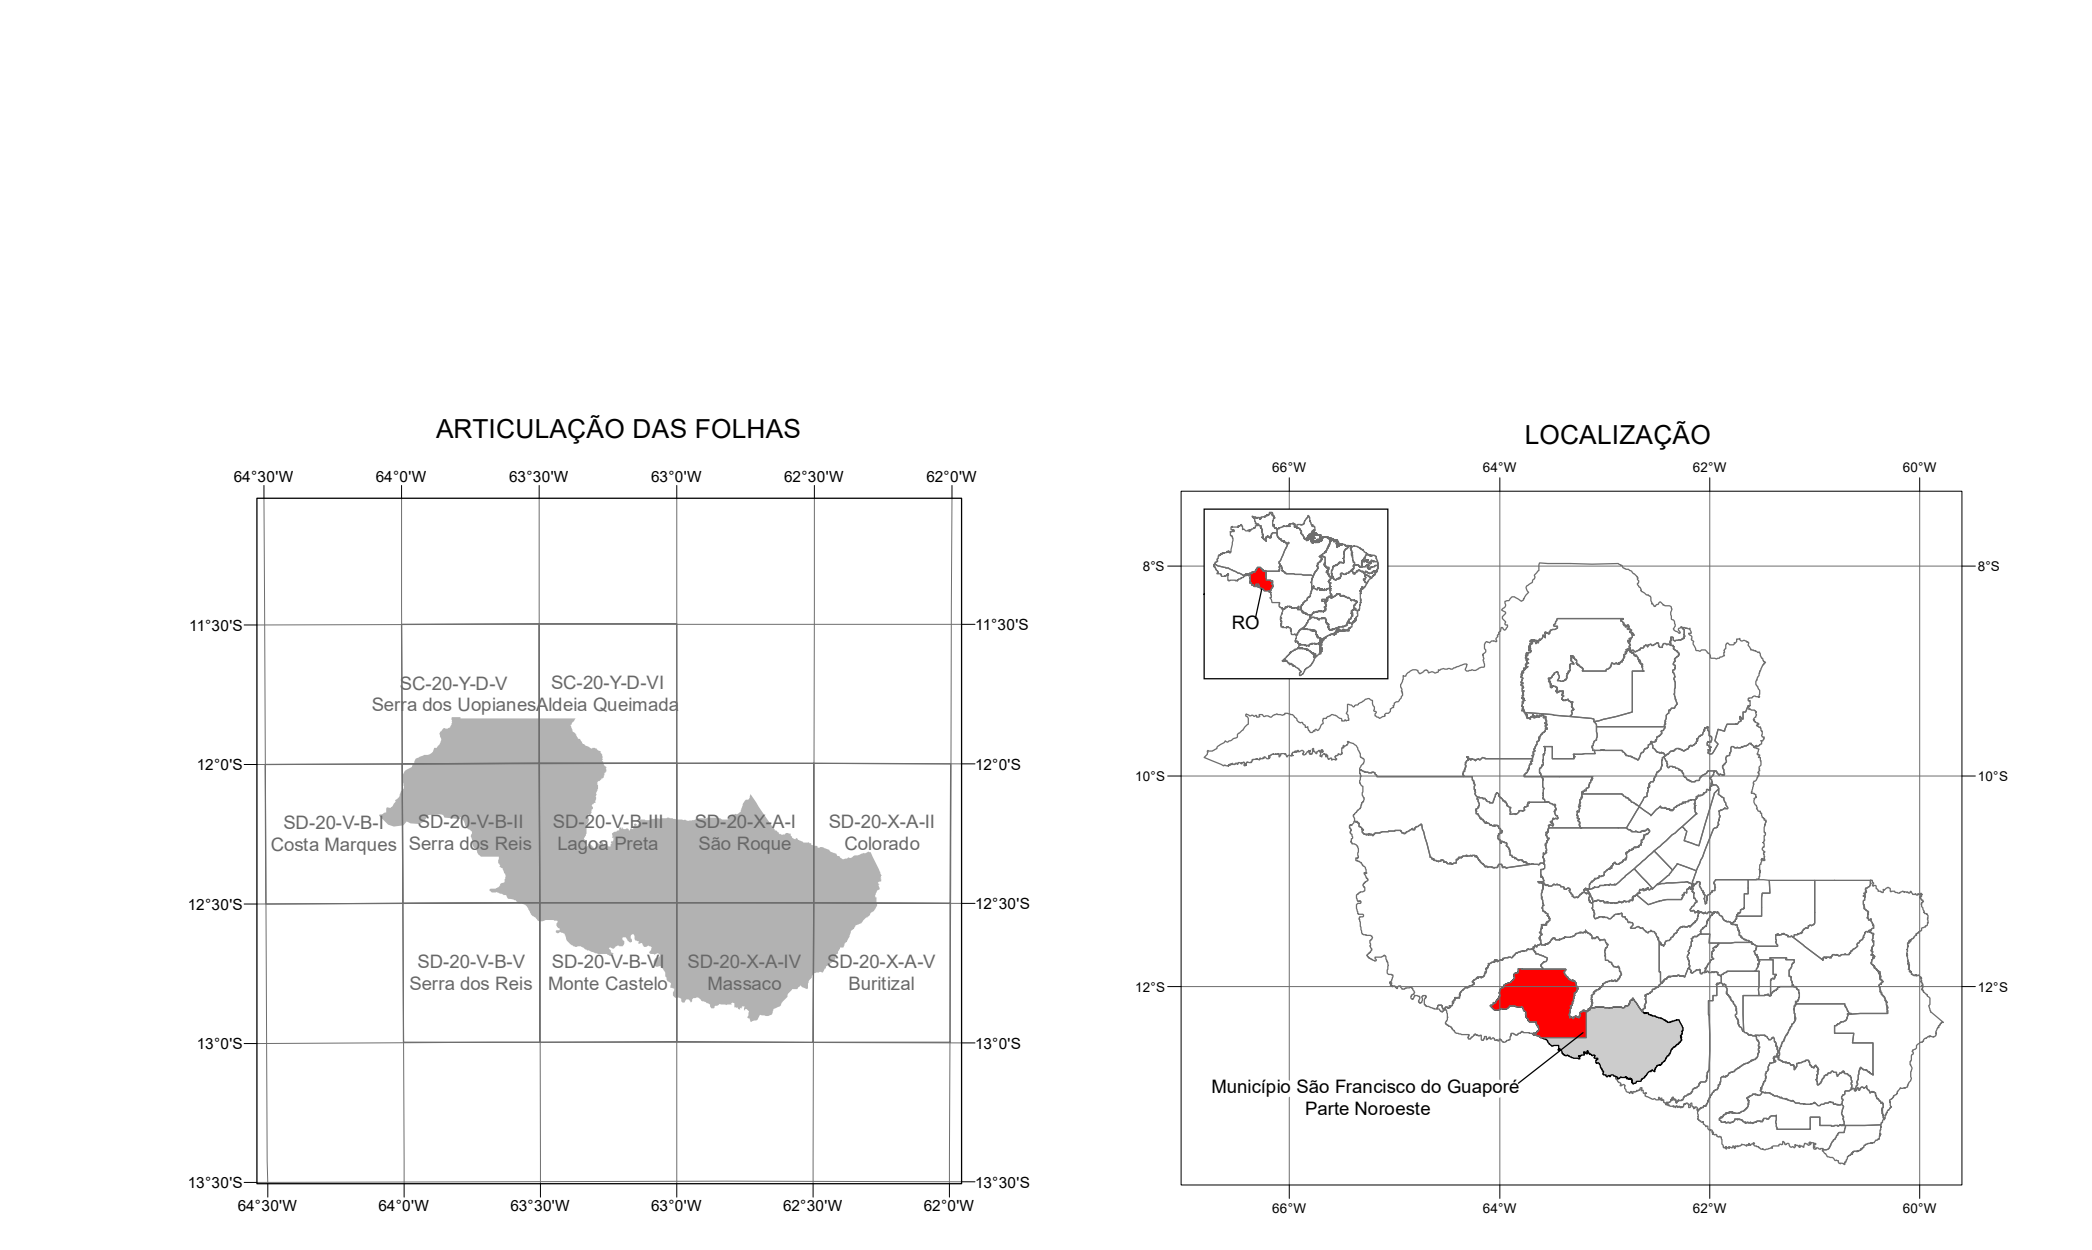 ARTICULAÇÃO DAS FOLHAS
64°30'W 64°0'W 63°30'W 63°0'W 62°30'W 62°0'W
11°30'S 11°30'S
SC-20-Y-D-V SC-20-Y-D-VI
Serra dos Uopianes Aldeia Queimada
12°0'S 12°0'S
SD-20-V-B-I SD-20-V-B-II SD-20-V-B-III SD-20-X-A-I SD-20-X-A-II
Costa Marques Serra dos Reis Lagoa Preta São Roque Colorado
12°30'S 12°30'S
SD-20-V-B-V SD-20-V-B-VI SD-20-X-A-IV SD-20-X-A-V
Serra dos Reis Monte Castelo Massaco Buritizal
13°0'S 13°0'S
13°30'S 13°30'S
64°30'W 64°0'W 63°30'W 63°0'W 62°30'W 62°0'W
LOCALIZAÇÃO
66°W 64°W 62°W 60°W
8°S 8°S
RO
10°S 10°S
12°S 12°S
Município São Francisco do Guaporé
Parte Noroeste
66°W 64°W 62°W 60°W